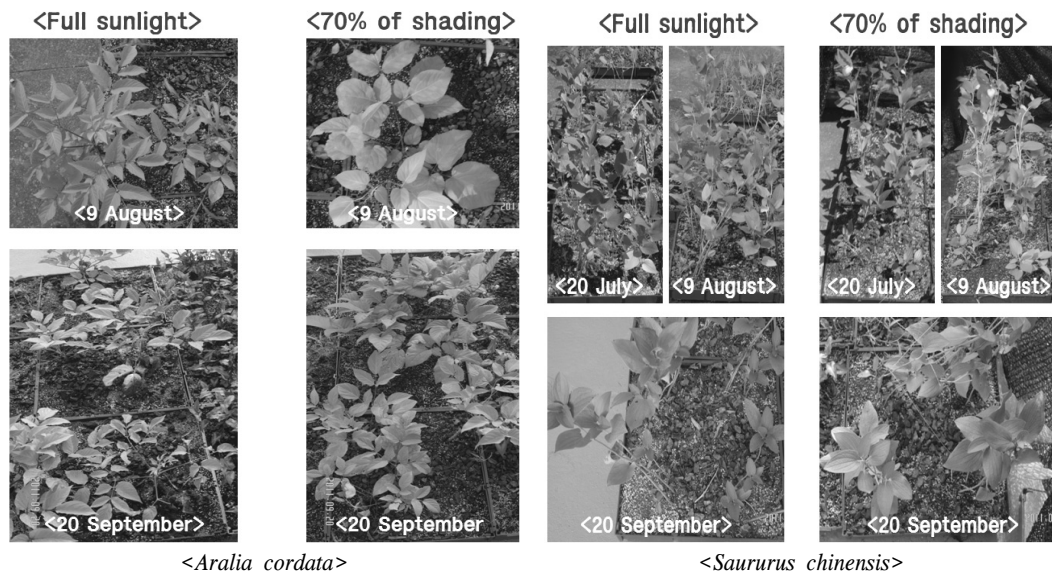 <Full sunlight> <70% of shading> <Full sunlight> <70% of shading>
<9 August> <9 August>
<20 July> <9 August> <20 July> <9 August>
<20 September> <20 September <20 September> <20 September>
<Aralia cordata> <Saururus chinensis>